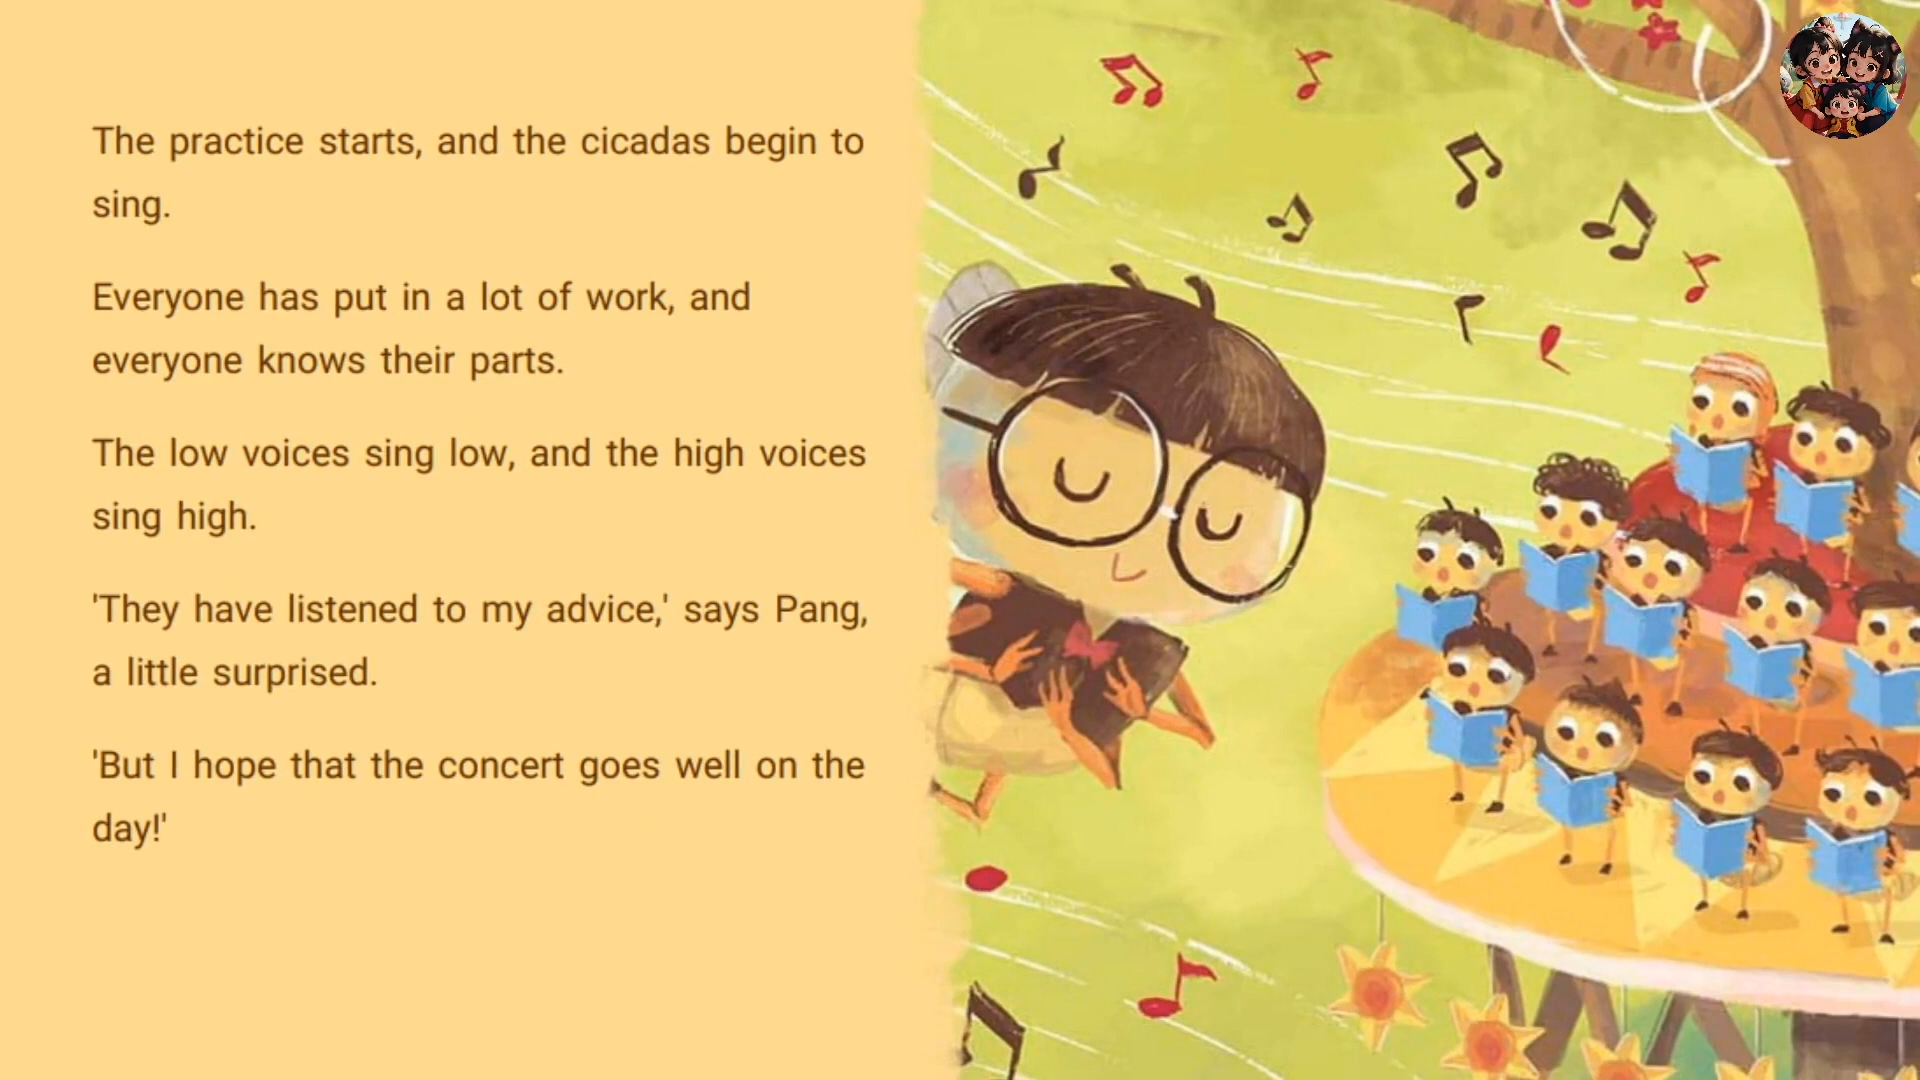 The practice starts, and the cicadas begin to
sing.
Everyone has put in a lot of work, and
everyone knows their parts.
The low voices sing low, and the high voices
sing high.
'They have listened to my advice,' says Pang,
a little surprised.
'But I hope that the concert goes well on the
day!'